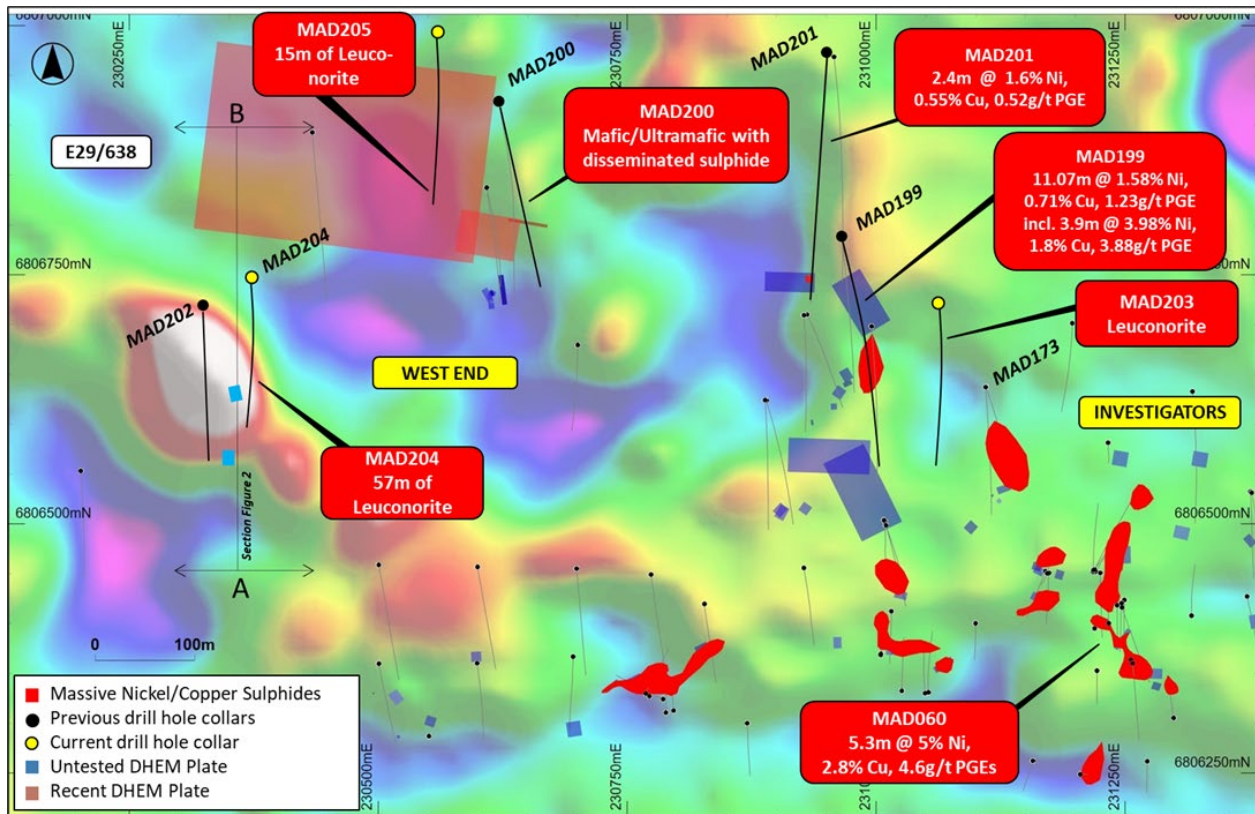 6807000mN
6807000mN
230250mE
230750mE
231000mE
231250mE
MAD205
15m of Leuco-
norite
MAD200
MAD201
MAD201
2.4m @ 1.6% Ni,
0.55% Cu, 0.52g/t PGE
B
E29/638
MAD200
Mafic/Ultramafic with
disseminated sulphide
MAD199
11.07m @ 1.58% Ni,
0.71% Cu, 1.23g/t PGE
incl. 3.9m @ 3.98% Ni,
1.8% Cu, 3.88g/t PGE
MAD199
MAD204
6806750mN
MAD202
MAD203
Leuconorite
WEST END
MAD173
INVESTIGATORS
MAD204
57m of
Leuconorite
Section Figure 2
6806500mN
6806500mN
A
0 100m
Massive Nickel/Copper Sulphides
Previous drill hole collars
Current drill hole collar
Untested DHEM Plate
Recent DHEM Plate
MAD060
5.3m @ 5% Ni,
2.8% Cu, 4.6g/t PGEs
6806250mN
230500mE
230750mE
231000mE
231250mE